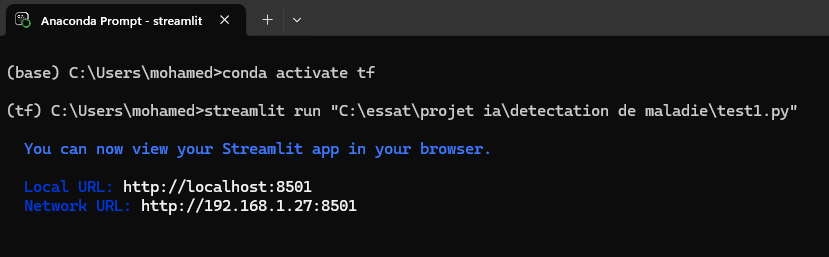 Anaconda Prompt - streamlit
(base) C:\Users\mohamed>conda activate tf
(tf) C:\Users\mohamed>streamlit run "C:\essat\projet ia\detectation de maladie\test1.py"
You can now view your Streamlit app in your browser.
Local URL: http://localhost:8501
Network URL: http://192.168.1.27:8501